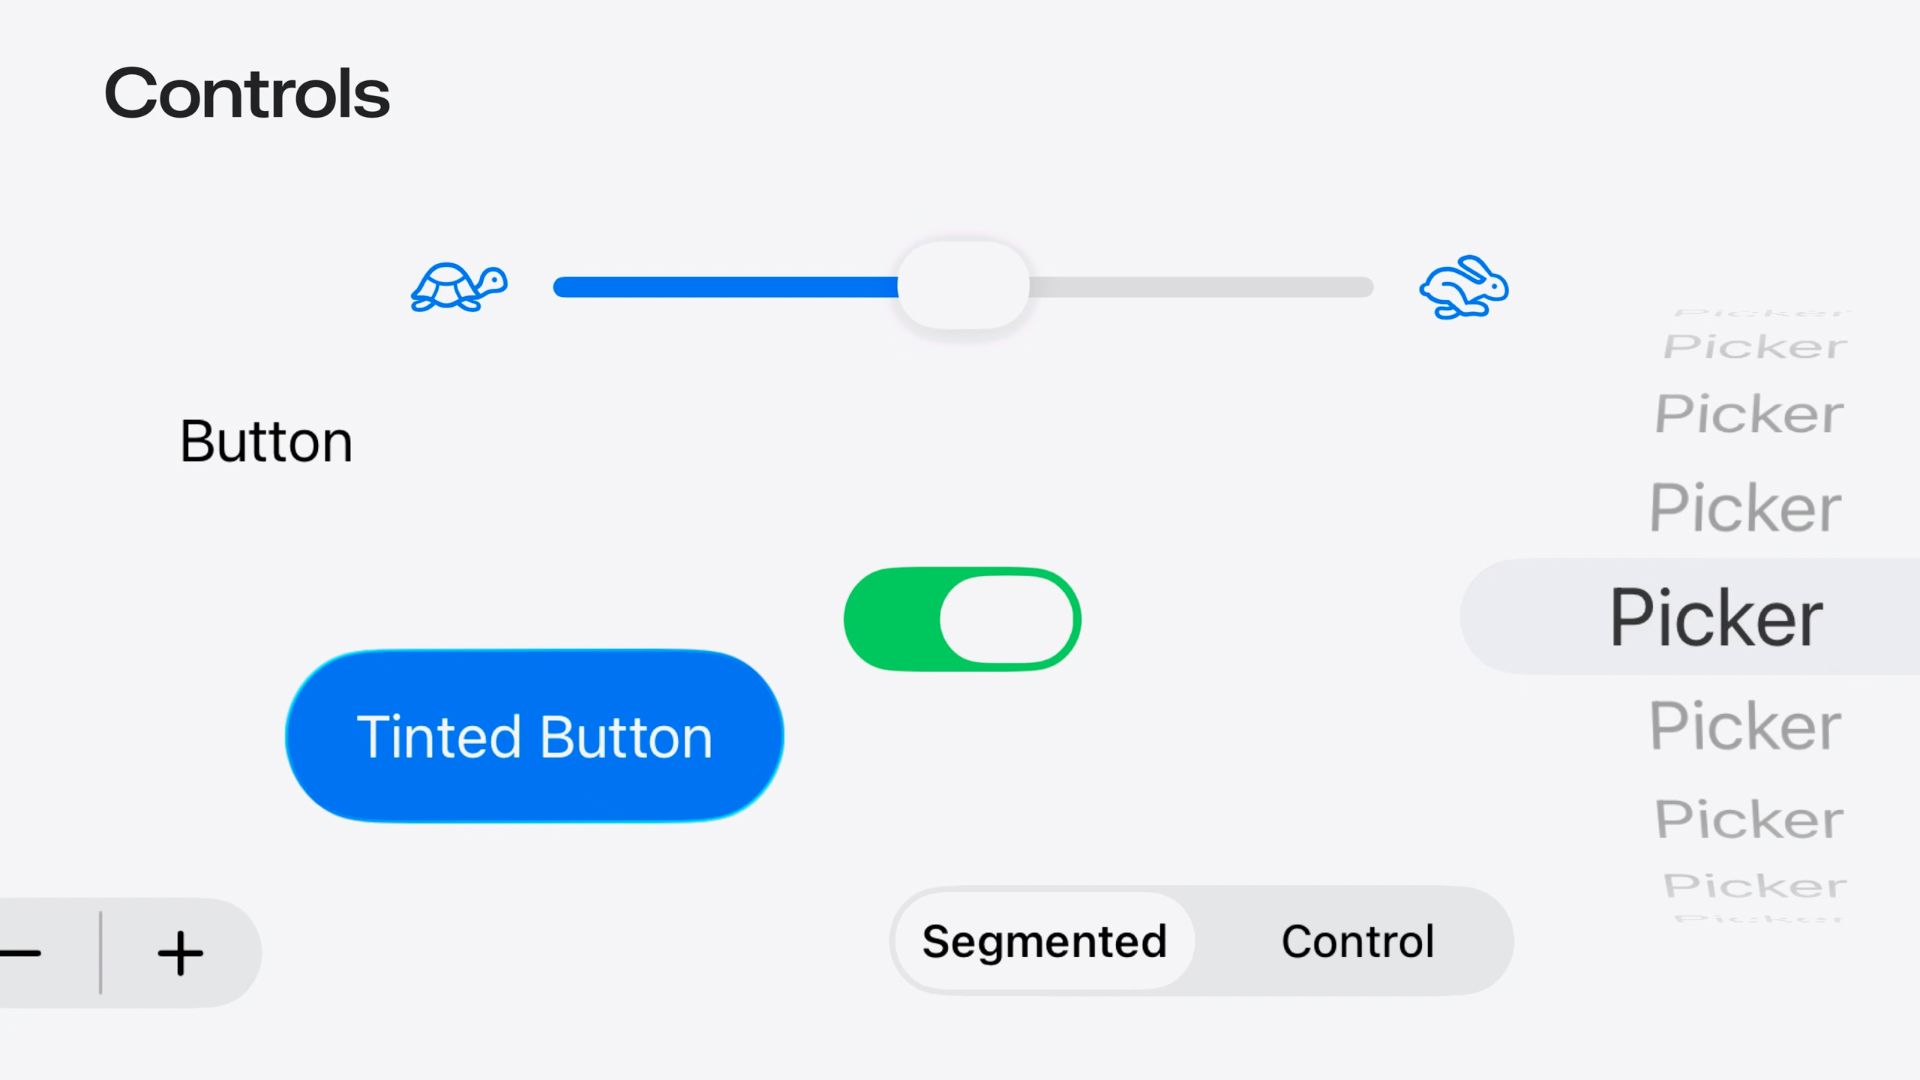 Controls
Picker
Picker
Picker
Button
Picker
Picker
Tinted Button
Picker
Picker
Picker
Picker
Segmented Control
− +